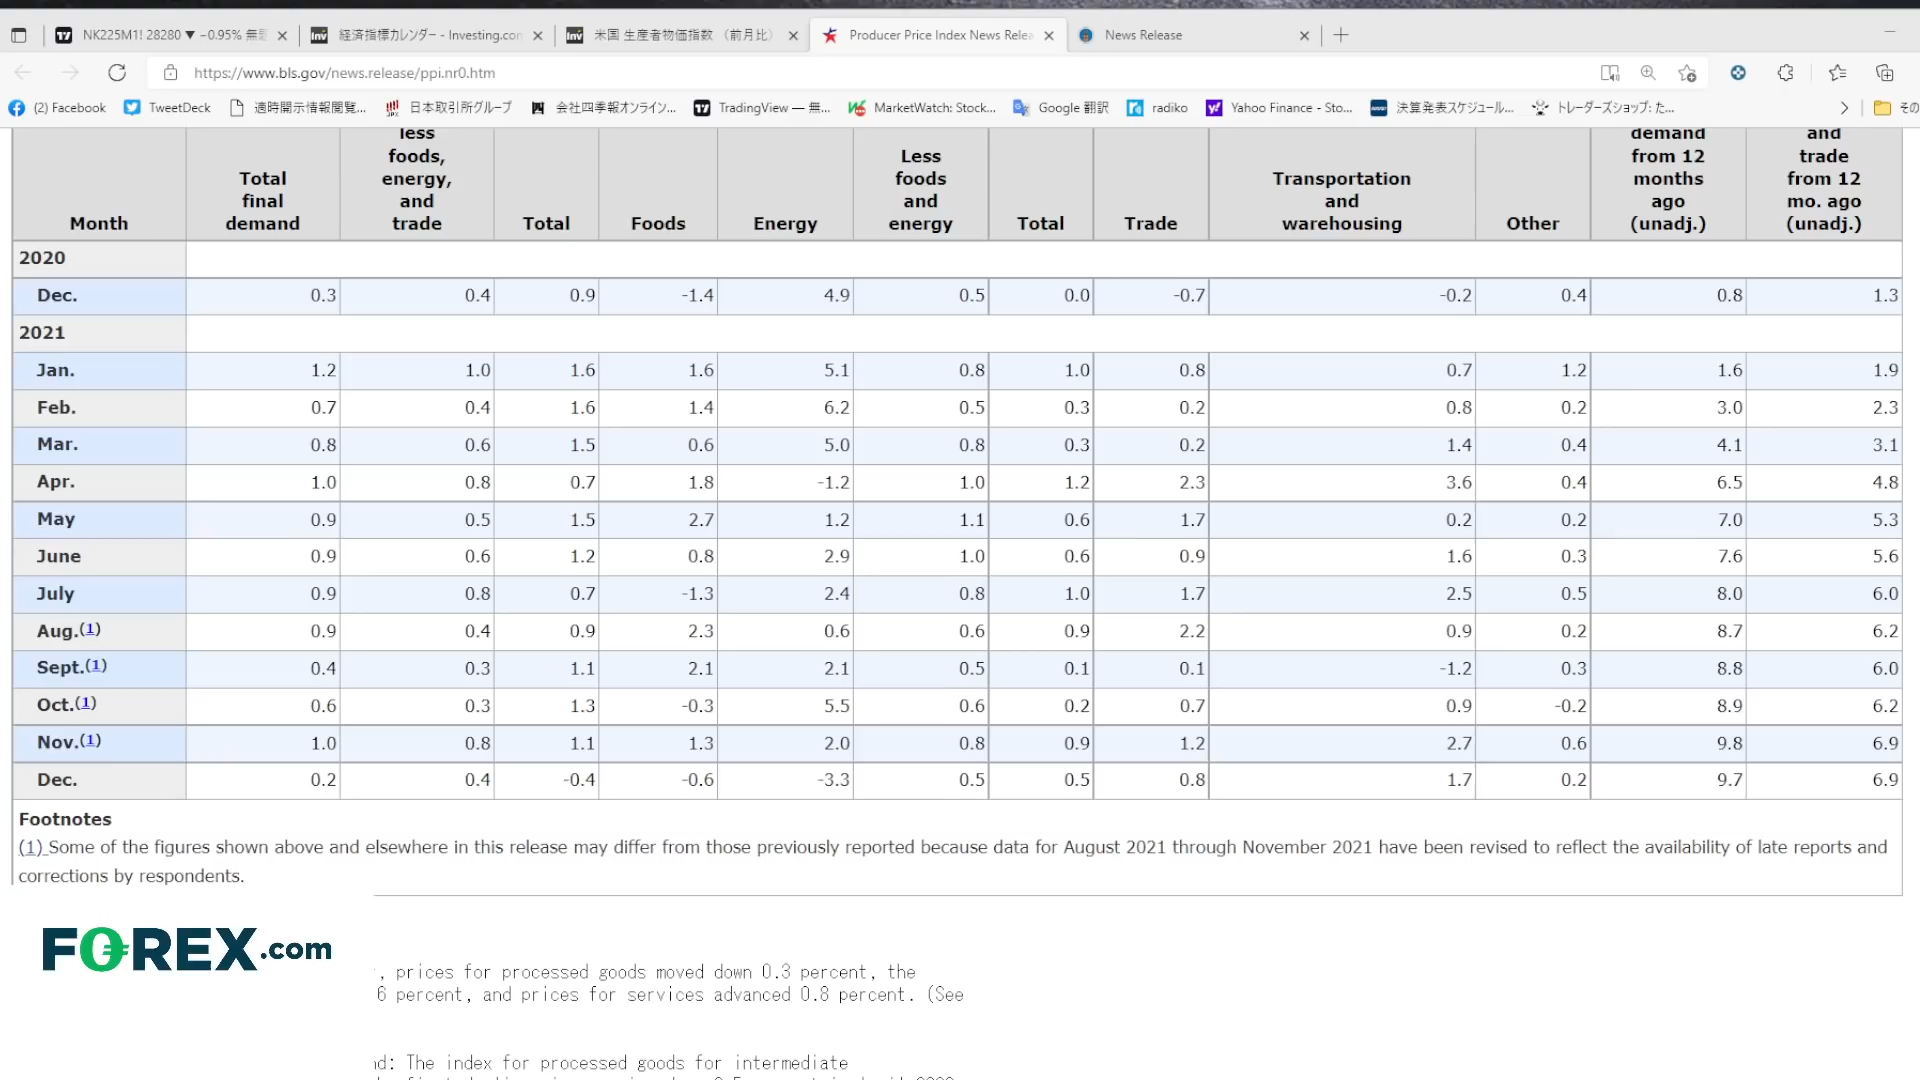 NK225M1! 28280 ▼ −0.95% 無題
経済指標カレンダー - Investing.com
米国 生産者物価指数 (前月比)
Producer Price Index News Relea
News Release
https://www.bls.gov/news.release/ppi.nr0.htm
(2) Facebook
TweetDeck
適時開示情報閲覧...
日本取引所グループ
会社四季報オンライン...
TradingView — 無...
MarketWatch: Stock...
Google 翻訳
radiko
Yahoo Finance - Sto...
決算発表スケジュール...
トレーダーズショップ: た...
その
Month
Total final demand
less foods, energy, and trade
Total
Foods
Energy
Less foods and energy
Total
Trade
Transportation and warehousing
Other
demand from 12 months ago (unadj.)
and trade from 12 mo. ago (unadj.)
2020
Dec. 0.3 0.4 0.9 -1.4 4.9 0.5 0.0 -0.7 -0.2 0.4 0.8 1.3
2021
Jan. 1.2 1.0 1.6 1.6 5.1 0.8 1.0 0.8 0.7 1.2 1.6 1.9
Feb. 0.7 0.4 1.6 1.4 6.2 0.5 0.3 0.2 0.8 0.2 3.0 2.3
Mar. 0.8 0.6 1.5 0.6 5.0 0.8 0.3 0.2 1.4 0.4 4.1 3.1
Apr. 1.0 0.8 0.7 1.8 -1.2 1.0 1.2 2.3 3.6 0.4 6.5 4.8
May 0.9 0.5 1.5 2.7 1.2 1.1 0.6 1.7 0.2 0.2 7.0 5.3
June 0.9 0.6 1.2 0.8 2.9 1.0 0.6 0.9 1.6 0.3 7.6 5.6
July 0.9 0.8 0.7 -1.3 2.4 0.8 1.0 1.7 2.5 0.5 8.0 6.0
Aug.(1) 0.9 0.4 0.9 2.3 0.6 0.6 0.9 2.2 0.9 0.2 8.7 6.2
Sept.(1) 0.4 0.3 1.1 2.1 2.1 0.5 0.1 0.1 -1.2 0.3 8.8 6.0
Oct.(1) 0.6 0.3 1.3 -0.3 5.5 0.6 0.2 0.7 0.9 -0.2 8.9 6.2
Nov.(1) 1.0 0.8 1.1 1.3 2.0 0.8 0.9 1.2 2.7 0.6 9.8 6.9
Dec. 0.2 0.4 -0.4 -0.6 -3.3 0.5 0.5 0.8 1.7 0.2 9.7 6.9
Footnotes
(1) Some of the figures shown above and elsewhere in this release may differ from those previously reported because data for August 2021 through November 2021 have been revised to reflect the availability of late reports and
corrections by respondents.
FOREX.com
, prices for processed goods moved down 0.3 percent, the
6 percent, and prices for services advanced 0.8 percent. (See
nd: The index for processed goods for intermediate